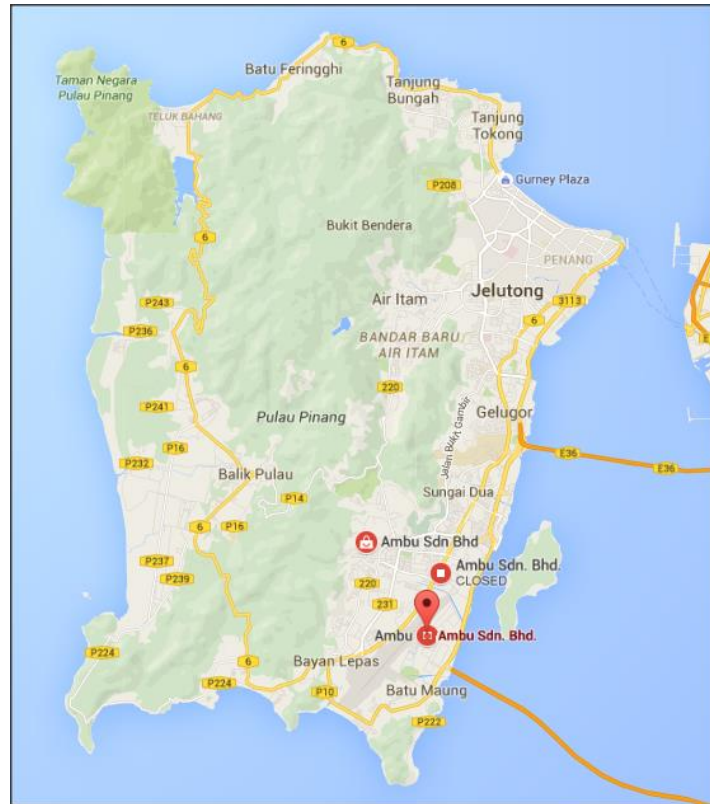 6
Batu Feringghi
Taman Negara
Pulau Pinang
Tanjung
Bungah
TELUK BAHANG
Tanjung
Tokong
P208
Gurney Plaza
Bukit Bendera
6
PENANG
Air Itam
Jelutong
3113
P243
P236
6
BANDAR BARU
AIR ITAM
6
220
P241
Jalan Bukit Gambir
Gelugor
Pulau Pinang
P16
E36
E36
P232
Balik Pulau
P14
Sungai Dua
6
P16
Ambu Sdn Bhd
P237
Ambu Sdn. Bhd.
CLOSED
P239
220
231
Ambu
Ambu Sdn. Bhd.
P224
6
Bayan Lepas
P224
P10
Batu Maung
P222